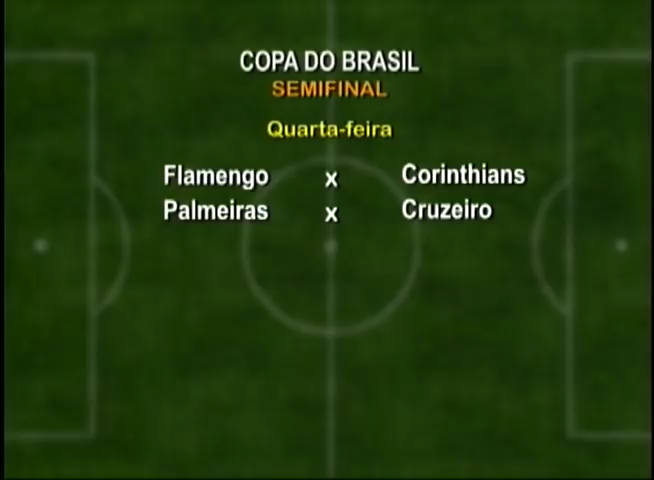 COPA DO BRASIL
SEMIFINAL
Quarta-feira
Flamengo x Corinthians
Palmeiras x Cruzeiro